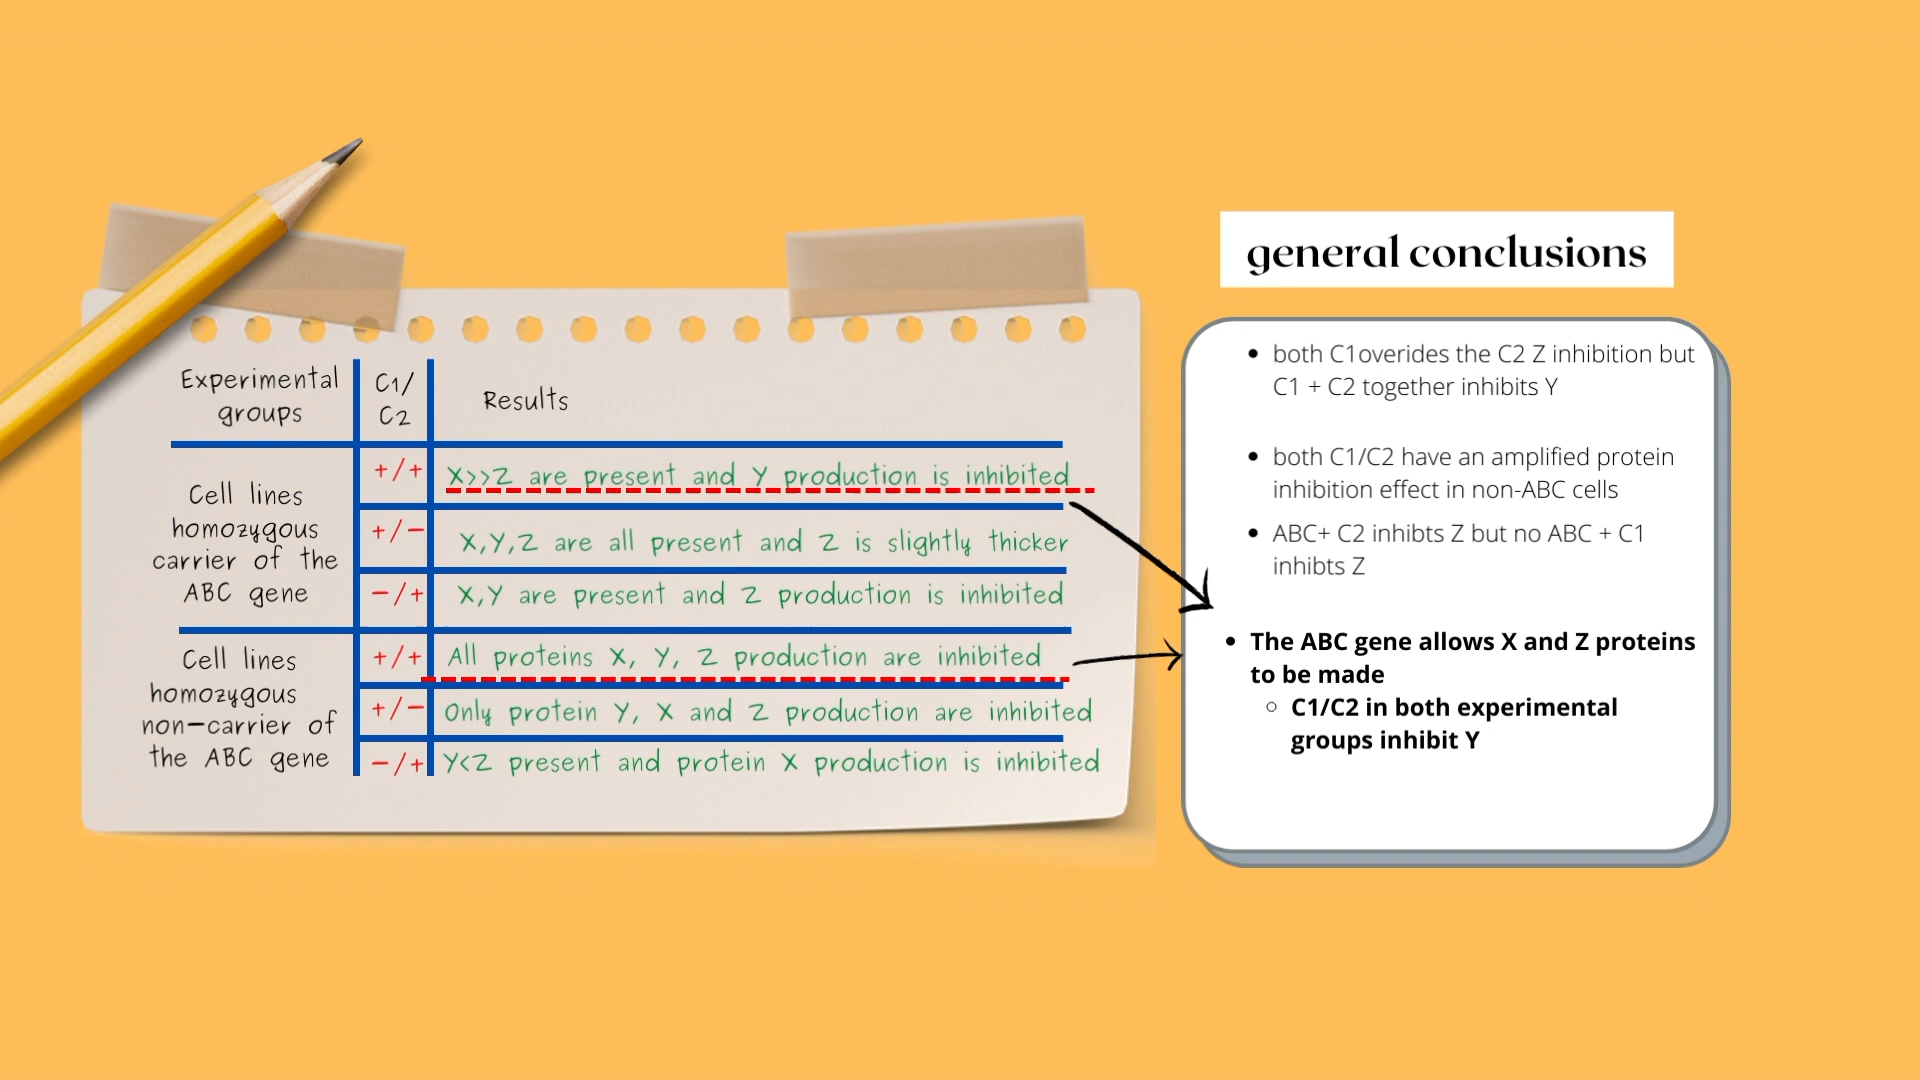 Experimental
groups
C1/
C2
Results
Cell lines
homozygous
carrier of the
ABC gene
+/+
X>>Z are present and Y production is inhibited
+/-
X,Y,Z are all present and Z is slightly thicker
-/+
X,Y are present and Z production is inhibited
Cell lines
homozygous
non-carrier of
the ABC gene
+/+
All proteins X, Y, Z production are inhibited
+/-
Only protein Y, X and Z production are inhibited
-/+
Y<Z present and protein X production is inhibited
general conclusions
• both C1overides the C2 Z inhibition but
C1 + C2 together inhibits Y
• both C1/C2 have an amplified protein
inhibition effect in non-ABC cells
• ABC+ C2 inhibts Z but no ABC + C1
inhibts Z
• The ABC gene allows X and Z proteins
to be made
○ C1/C2 in both experimental
groups inhibit Y